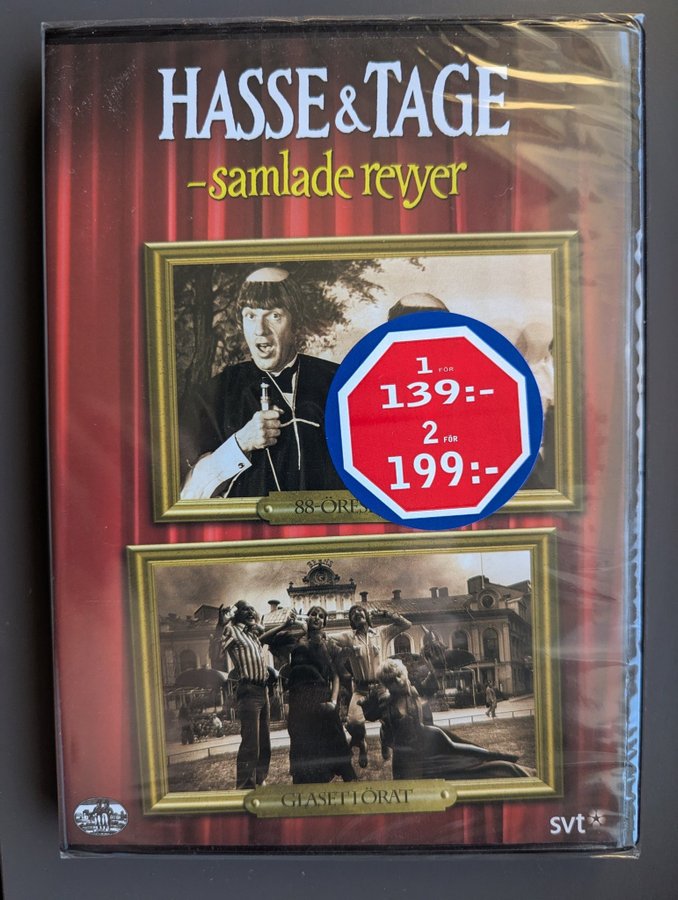 HASSE & TAGE
– samlade revyer
1 FÖR
139:-
2 FÖR
199:-
88-ÖRES
GLASET I ÖRAT
svt